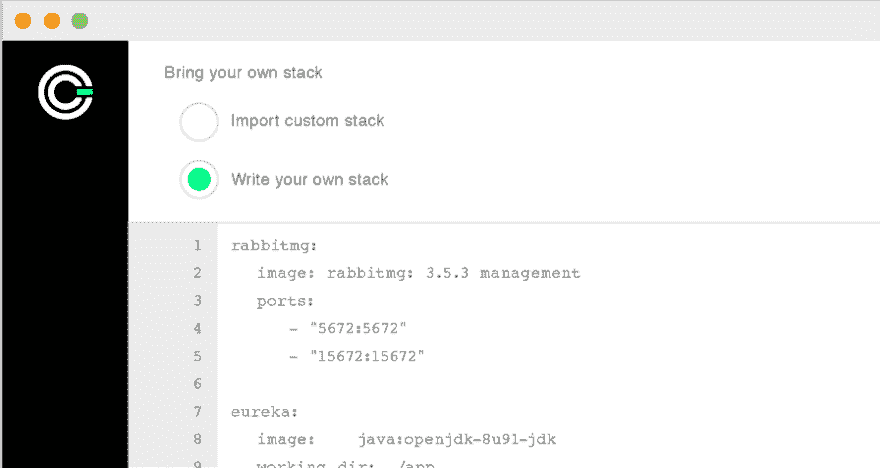 Bring your own stack
Import custom stack
Write your own stack
1 rabbitmg:
2 image: rabbitmg: 3.5.3 management
3 ports:
4 - "5672:5672"
5 - "15672:15672"
6
7 eureka:
8 image: java:openjdk-8u91-jdk
9 working_dir: /app